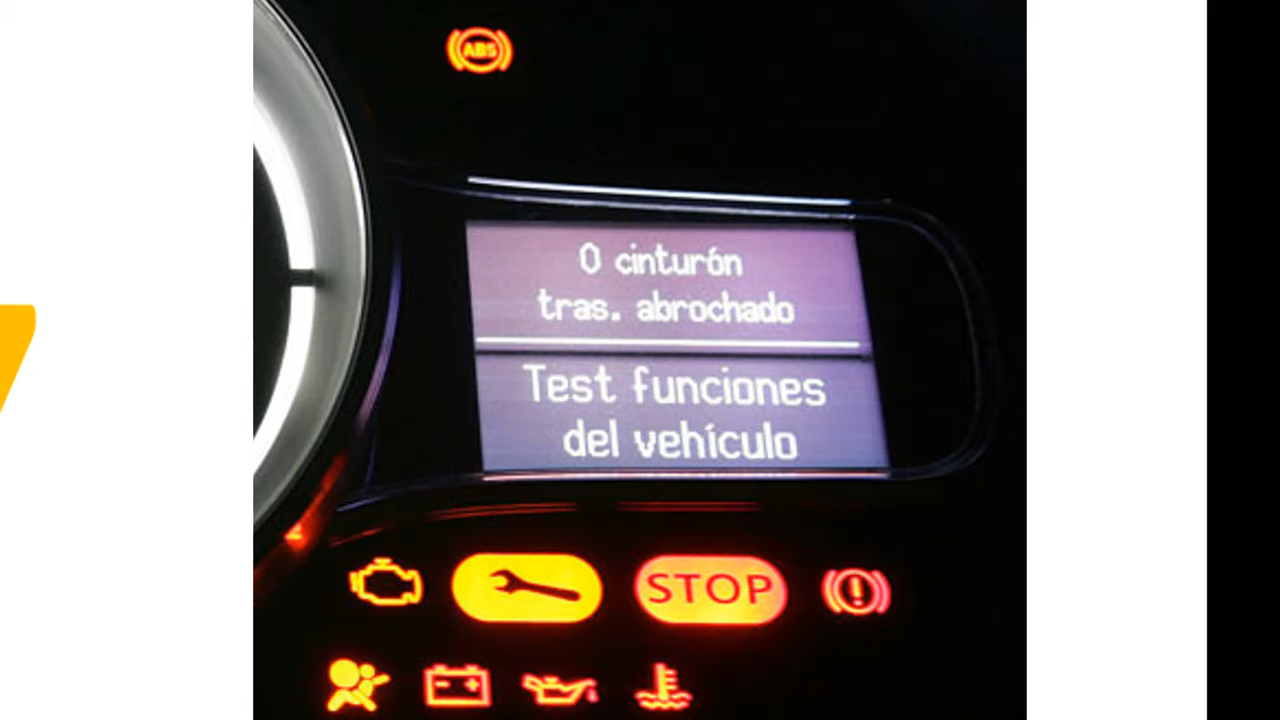 ABS
0 cinturón
tras. abrochado
Test funciones
del vehículo
STOP